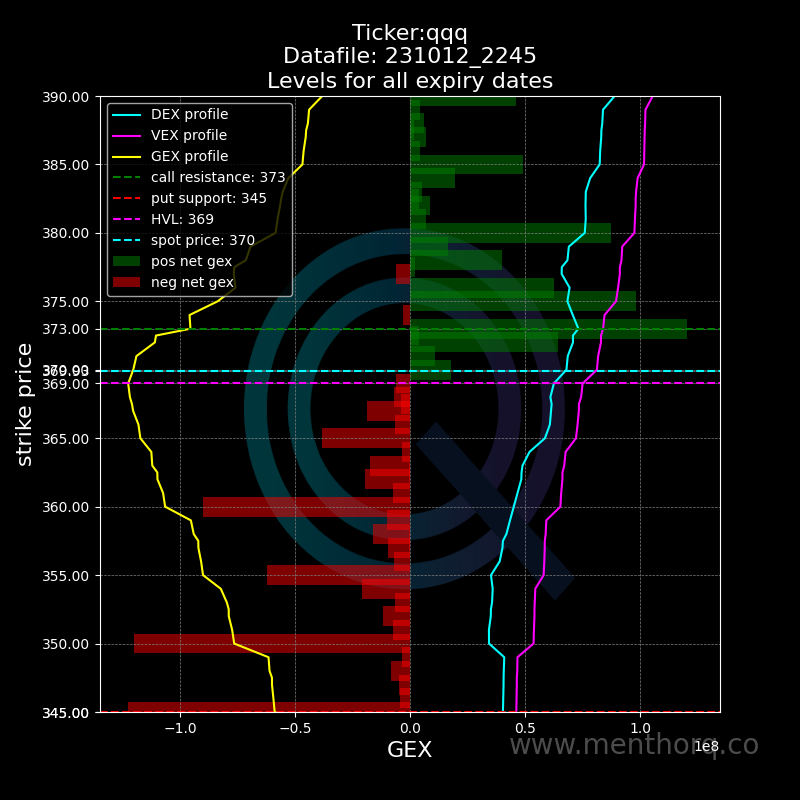 Ticker:qqq
Datafile: 231012_2245
Levels for all expiry dates
DEX profile
VEX profile
GEX profile
call resistance: 373
put support: 345
HVL: 369
spot price: 370
pos net gex
neg net gex
390.00
385.00
380.00
375.00
373.00
369.00
365.00
360.00
355.00
350.00
345.00
strike price
−1.0
−0.5
0.0
0.5
1.0
1e8
GEX
www.menthorq.co